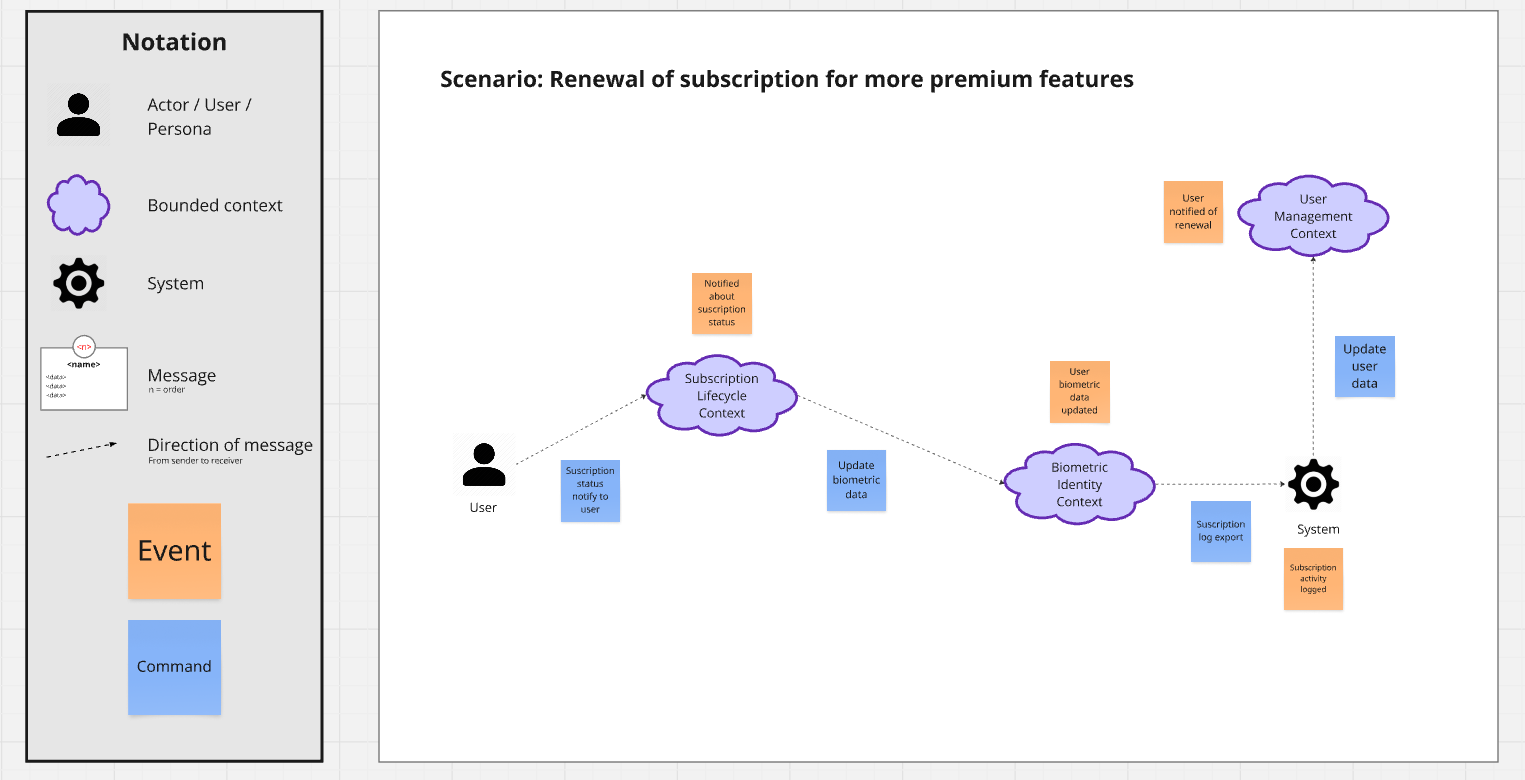 Notation
Actor / User /
Persona
Bounded context
System
<n>
<name>
<data>
<data>
<data>
Message
n = order
Direction of message
From sender to receiver
Event
Command
Scenario: Renewal of subscription for more premium features
User
Suscription
status
notify to
user
Notified
about
suscription
status
Subscription
Lifecycle
Context
Update
biometric
data
User
biometric
data
updated
Biometric
Identity
Context
Suscription
log export
System
Subscription
activity
logged
Update
user
data
User
notified of
renewal
User
Management
Context